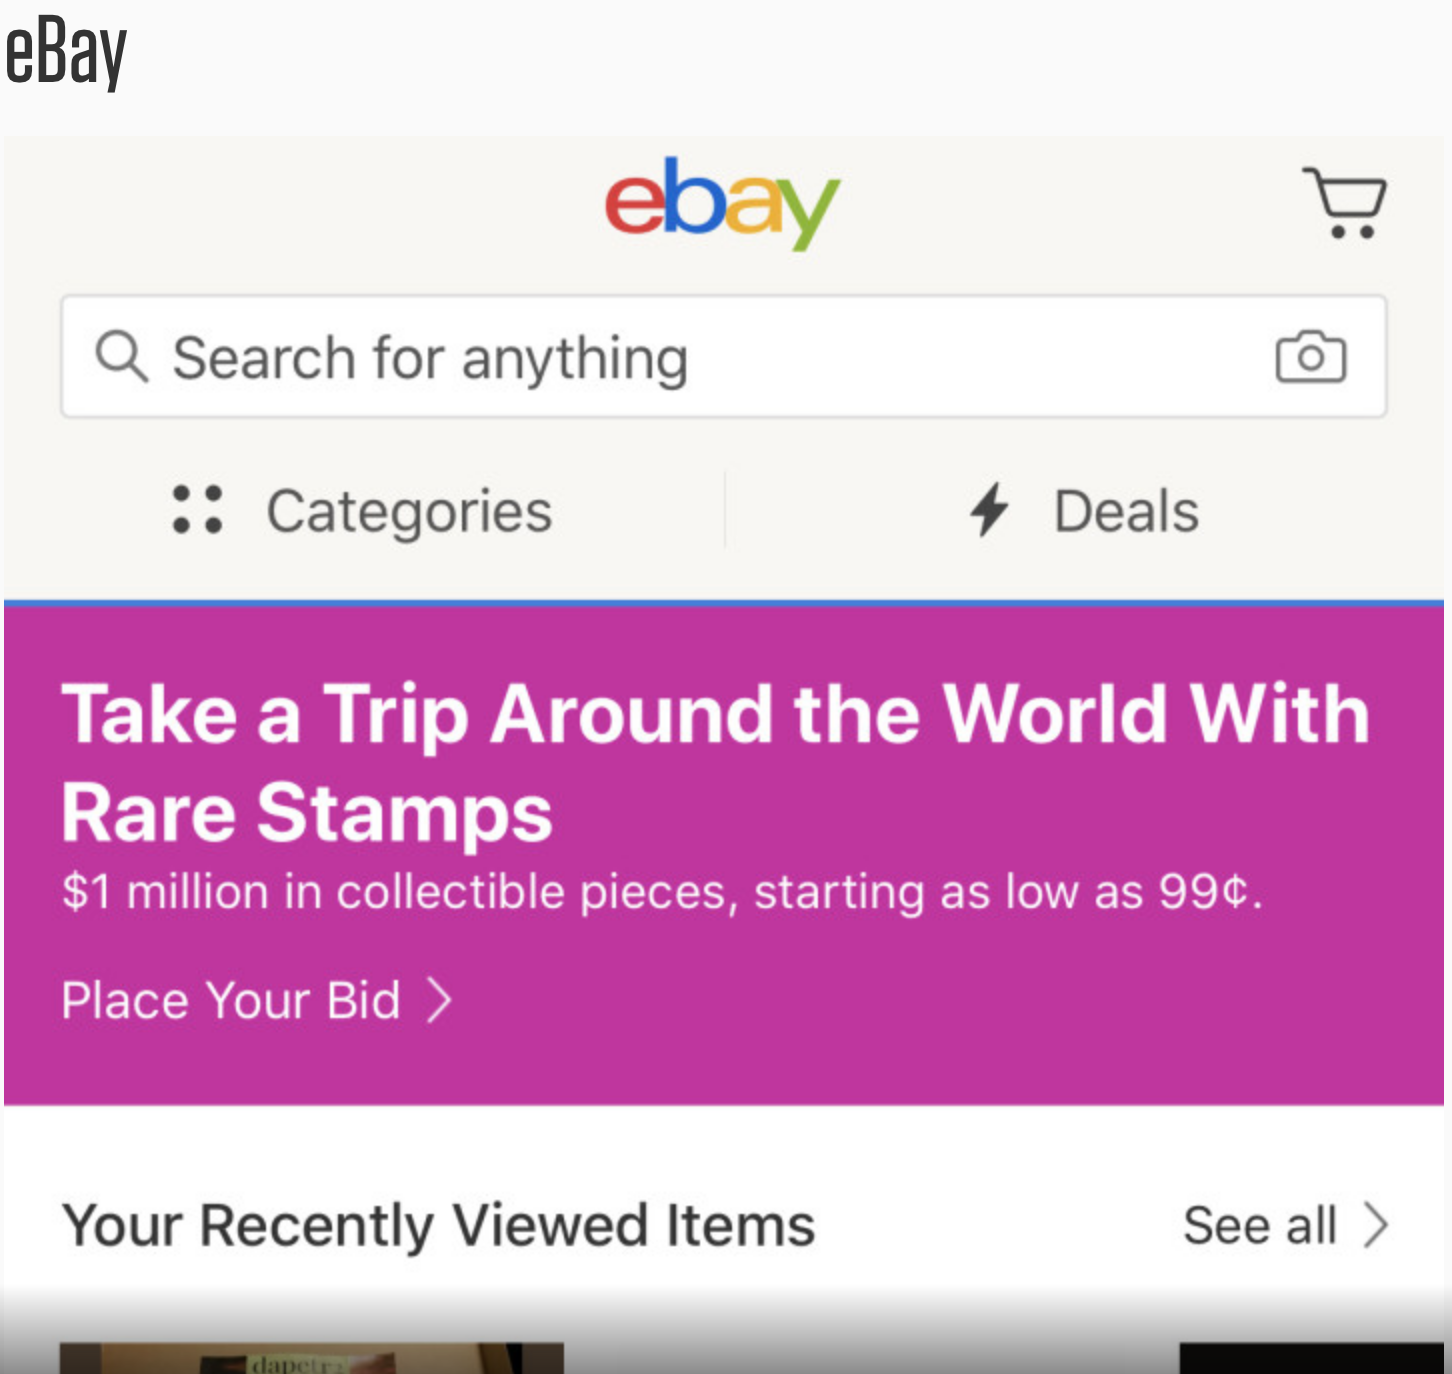 eBay
ebay
Search for anything
Categories
Deals
Take a Trip Around the World With
Rare Stamps
$1 million in collectible pieces, starting as low as 99¢.
Place Your Bid
Your Recently Viewed Items
See all